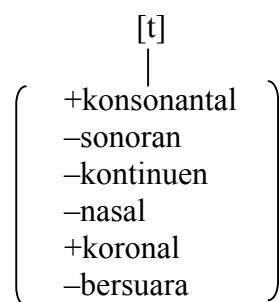 [t]
+konsonantal
–sonoran
–kontinuen
–nasal
+koronal
–bersuara